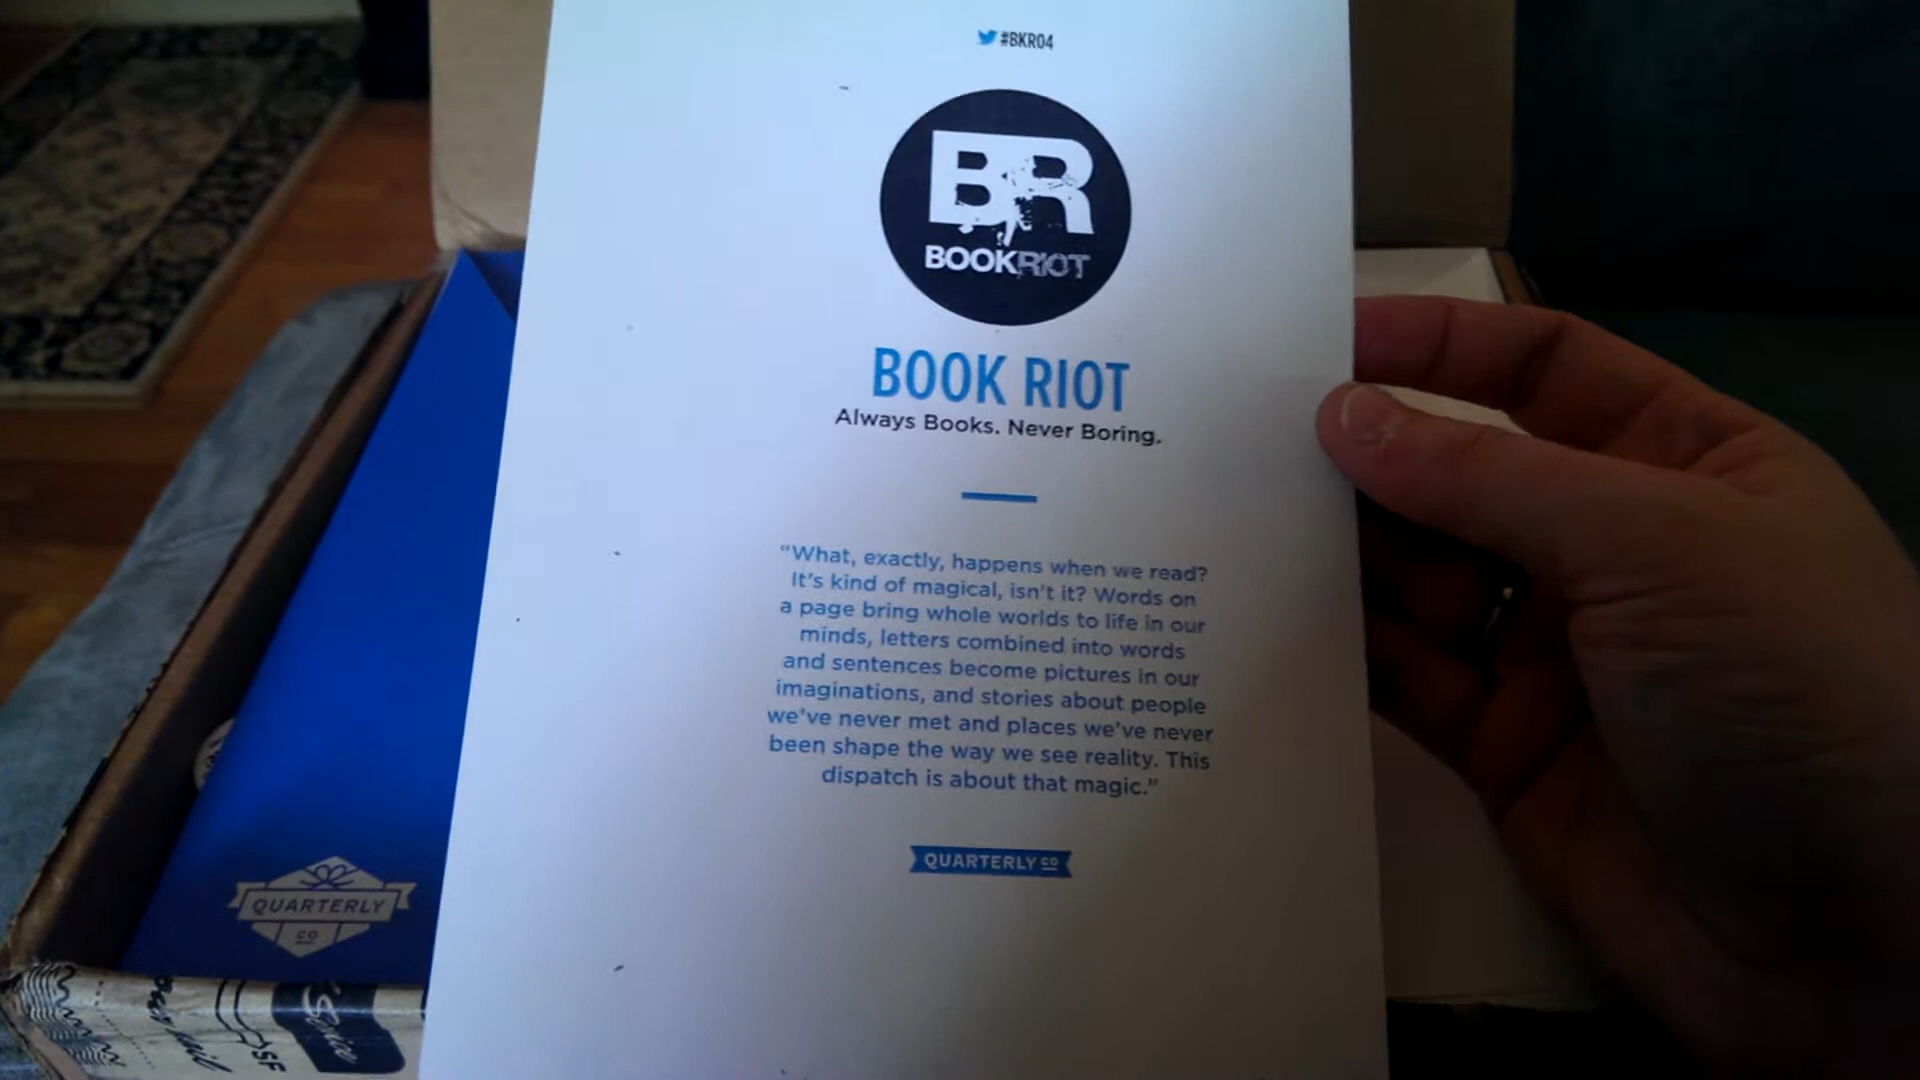 #BKR04
BR
BOOKRIOT
BOOK RIOT
Always Books. Never Boring.
“What, exactly, happens when we read?
It’s kind of magical, isn’t it? Words on
a page bring whole worlds to life in our
minds, letters combined into words
and sentences become pictures in our
imaginations, and stories about people
we’ve never met and places we’ve never
been shape the way we see reality. This
dispatch is about that magic.”
QUARTERLY CO
QUARTERLY
CO
SF